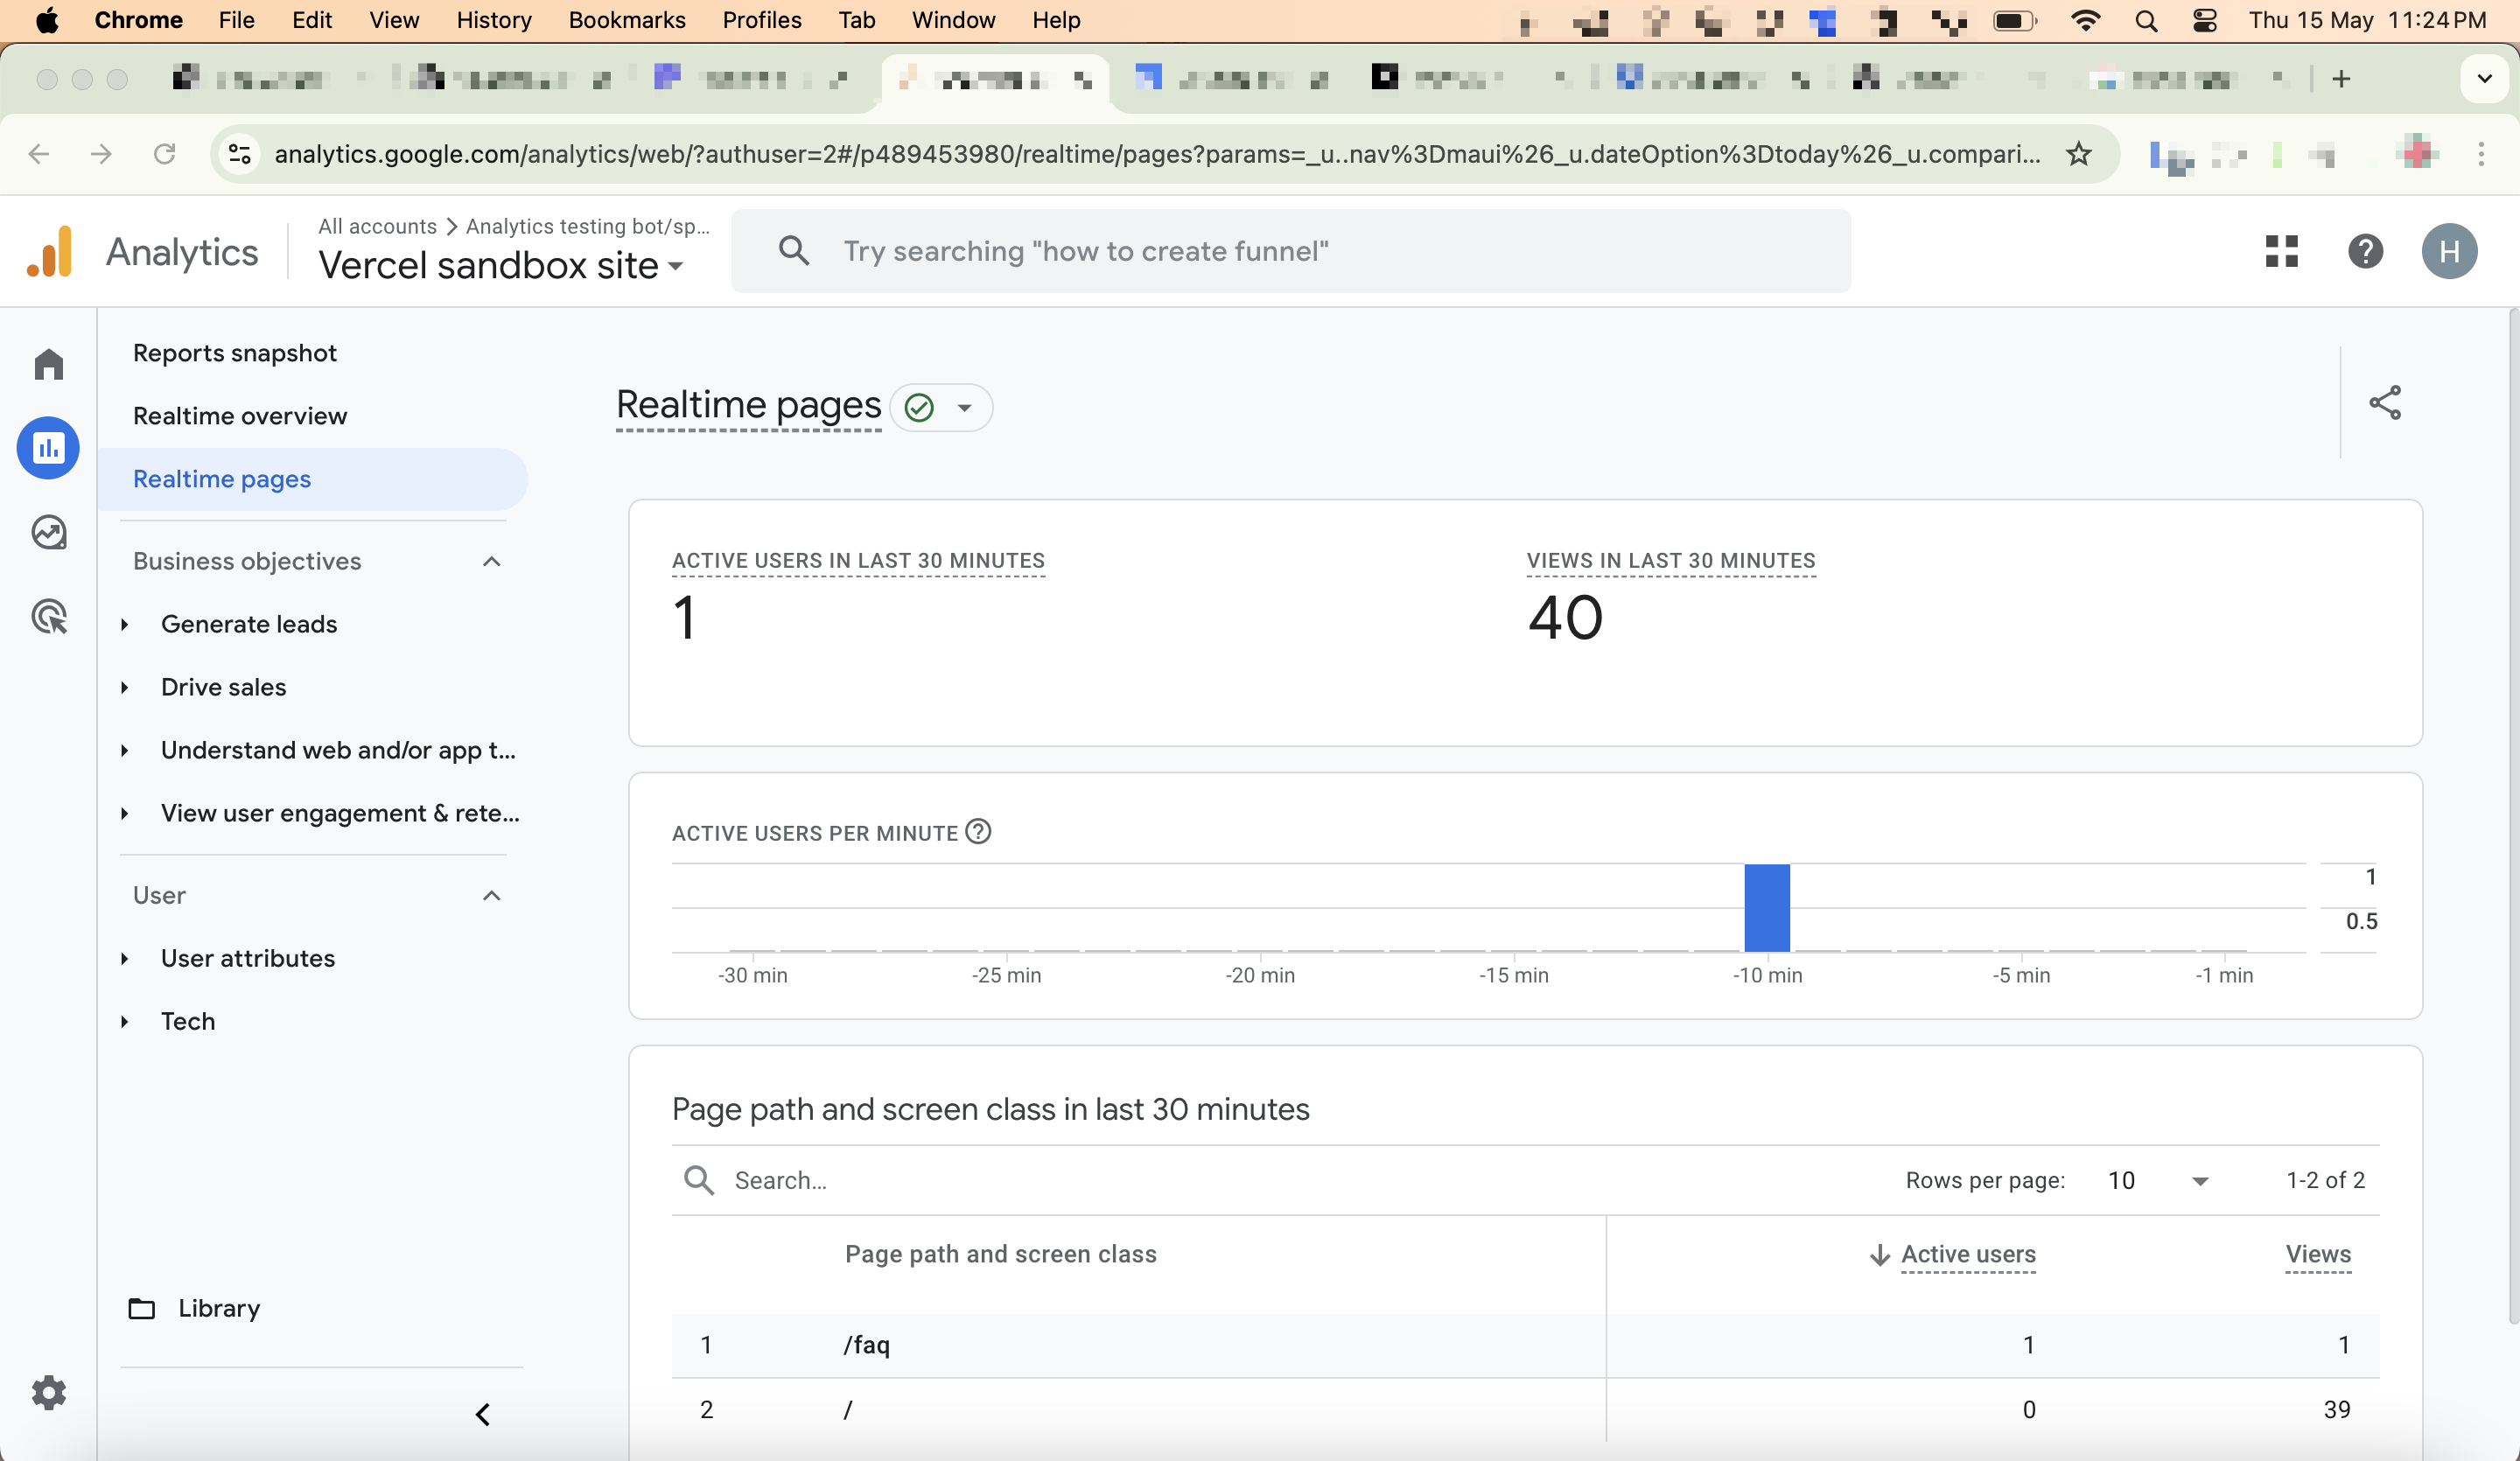 Chrome File Edit View History Bookmarks Profiles Tab Window Help Thu 15 May 11:24 PM
analytics.google.com/analytics/web/?authuser=2#/p489453980/realtime/pages?params=_u..nav%3Dmaui%26_u.dateOption%3Dtoday%26_u.compari...
Analytics
All accounts > Analytics testing bot/sp...
Vercel sandbox site
Try searching "how to create funnel"
H
Reports snapshot
Realtime overview
Realtime pages
Business objectives
Generate leads
Drive sales
Understand web and/or app t...
View user engagement & rete...
User
User attributes
Tech
Library
Realtime pages
ACTIVE USERS IN LAST 30 MINUTES
1
VIEWS IN LAST 30 MINUTES
40
ACTIVE USERS PER MINUTE
1
0.5
-30 min -25 min -20 min -15 min -10 min -5 min -1 min
Page path and screen class in last 30 minutes
Search... Rows per page: 10 1-2 of 2
Page path and screen class Active users Views
1 /faq 1 1
2 / 0 39